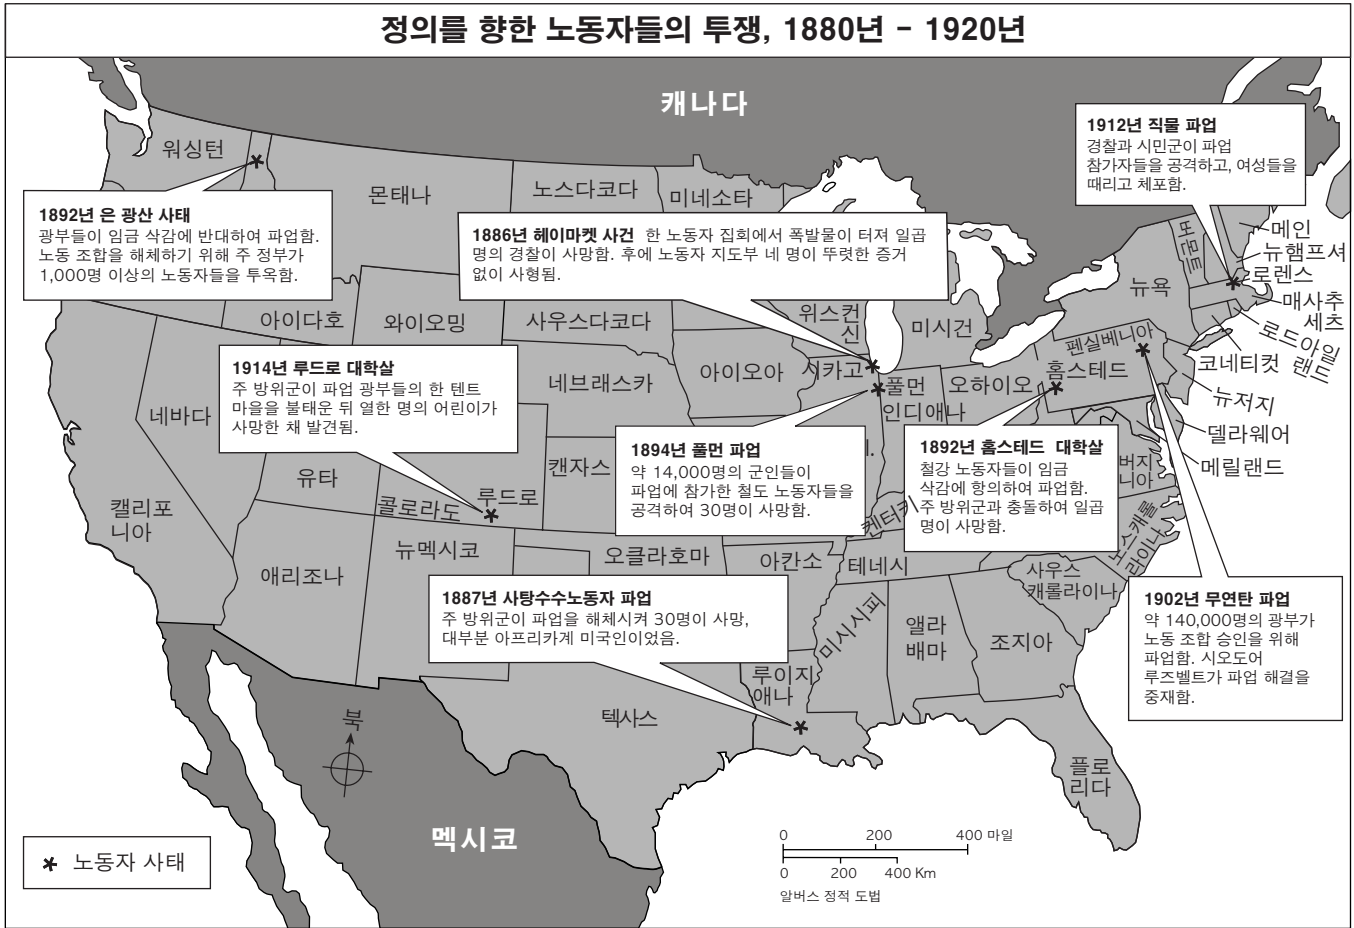 정의를 향한 노동자들의 투쟁, 1880년 - 1920년
캐나다
워싱턴
몬태나
노스다코다
미네소타
1912년 직물 파업
경찰과 시민군이 파업
참가자들을 공격하고, 여성들을
때리고 체포함.
1892년 은 광산 사태
광부들이 임금 삭감에 반대하여 파업함.
노동 조합을 해체하기 위해 주 정부가
1,000명 이상의 노동자들을 투옥함.
1886년 헤이마켓 사건 한 노동자 집회에서 폭발물이 터져 일곱
명의 경찰이 사망함. 후에 노동자 지도부 네 명이 뚜렷한 증거
없이 사형됨.
버몬트
메인
뉴햄프셔
로렌스
매사추
세츠
로드아일
랜드
코네티컷
뉴욕
뉴저지
델라웨어
메릴랜드
아이다호
와이오밍
사우스다코다
위스컨
신
미시건
펜실베니아
1914년 루드로 대학살
주 방위군이 파업 광부들의 한 텐트
마을을 불태운 뒤 열한 명의 어린이가
사망한 채 발견됨.
네바다
네브래스카
아이오아
시카고
풀먼
인디애나
오하이오
홈스테드
1894년 풀먼 파업
약 14,000명의 군인들이
파업에 참가한 철도 노동자들을
공격하여 30명이 사망함.
1892년 홈스테드 대학살
철강 노동자들이 임금
삭감에 항의하여 파업함.
주 방위군과 충돌하여 일곱
명이 사망함.
버지
니아
캘리포
니아
유타
콜로라도
루드로
캔자스
켄터키
노스캐롤
라이나
애리조나
뉴멕시코
오클라호마
아칸소
테네시
사우스
캐롤라이나
1887년 사탕수수노동자 파업
주 방위군이 파업을 해체시켜 30명이 사망,
대부분 아프리카계 미국인이었음.
1902년 무연탄 파업
약 140,000명의 광부가
노동 조합 승인을 위해
파업함. 시오도어
루즈벨트가 파업 해결을
중재함.
미시시피
앨라
배마
조지아
루이지
애나
텍사스
플로
리다
북
멕시코
노동자 사태
0 200 400 마일
0 200 400 Km
알버스 정적 도법